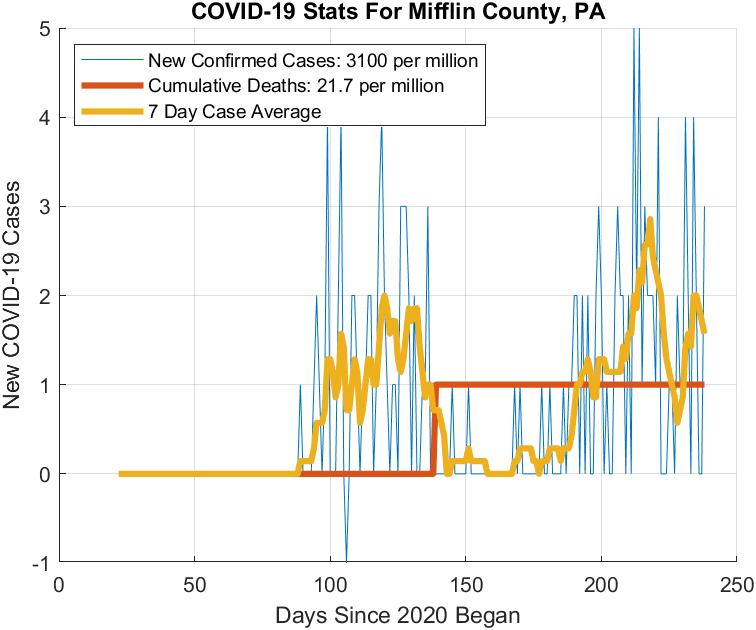 COVID-19 Stats For Mifflin County, PA
New Confirmed Cases: 3100 per million
Cumulative Deaths: 21.7 per million
7 Day Case Average
New COVID-19 Cases
5
4
3
2
1
0
-1
0 50 100 150 200 250
Days Since 2020 Began